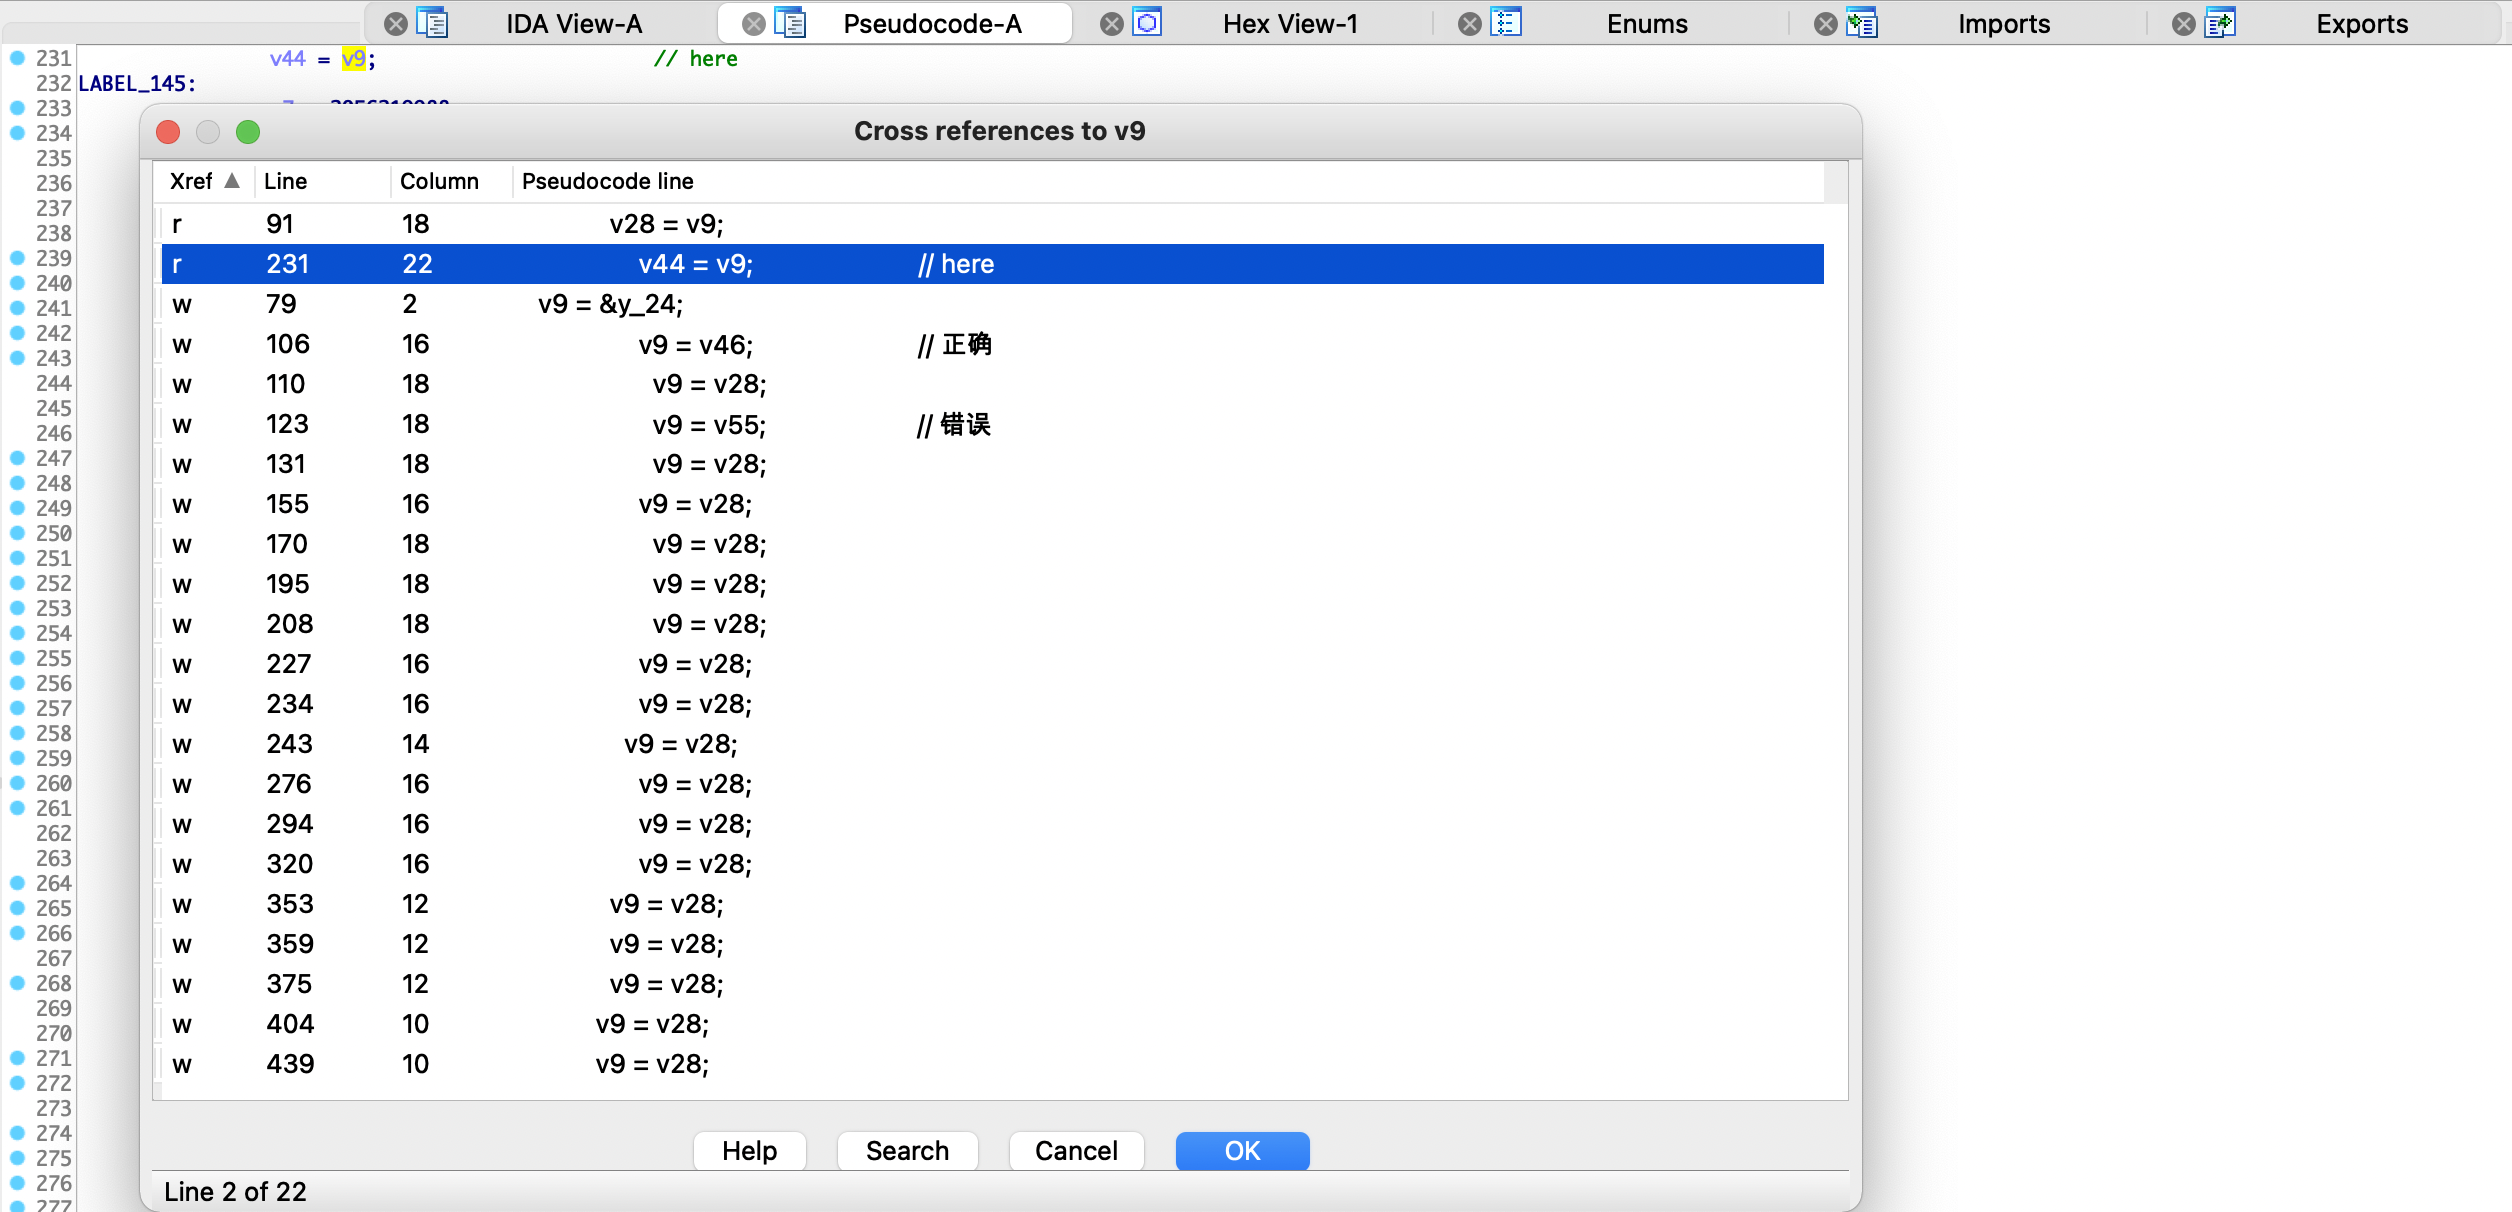 IDA View-A Pseudocode-A Hex View-1 Enums Imports Exports
231 v44 = v9; // here
232 LABEL_145:
233
234
235
236
237
238
239
240
241
242
243
244
245
246
247
248
249
250
251
252
253
254
255
256
257
258
259
260
261
262
263
264
265
266
267
268
269
270
271
272
273
274
275
276
277
Cross references to v9
Xref Line Column Pseudocode line
r 91 18 v28 = v9;
r 231 22 v44 = v9; // here
w 79 2 v9 = &y_24;
w 106 16 v9 = v46; // 正确
w 110 18 v9 = v28;
w 123 18 v9 = v55; // 错误
w 131 18 v9 = v28;
w 155 16 v9 = v28;
w 170 18 v9 = v28;
w 195 18 v9 = v28;
w 208 18 v9 = v28;
w 227 16 v9 = v28;
w 234 16 v9 = v28;
w 243 14 v9 = v28;
w 276 16 v9 = v28;
w 294 16 v9 = v28;
w 320 16 v9 = v28;
w 353 12 v9 = v28;
w 359 12 v9 = v28;
w 375 12 v9 = v28;
w 404 10 v9 = v28;
w 439 10 v9 = v28;
Help Search Cancel OK
Line 2 of 22